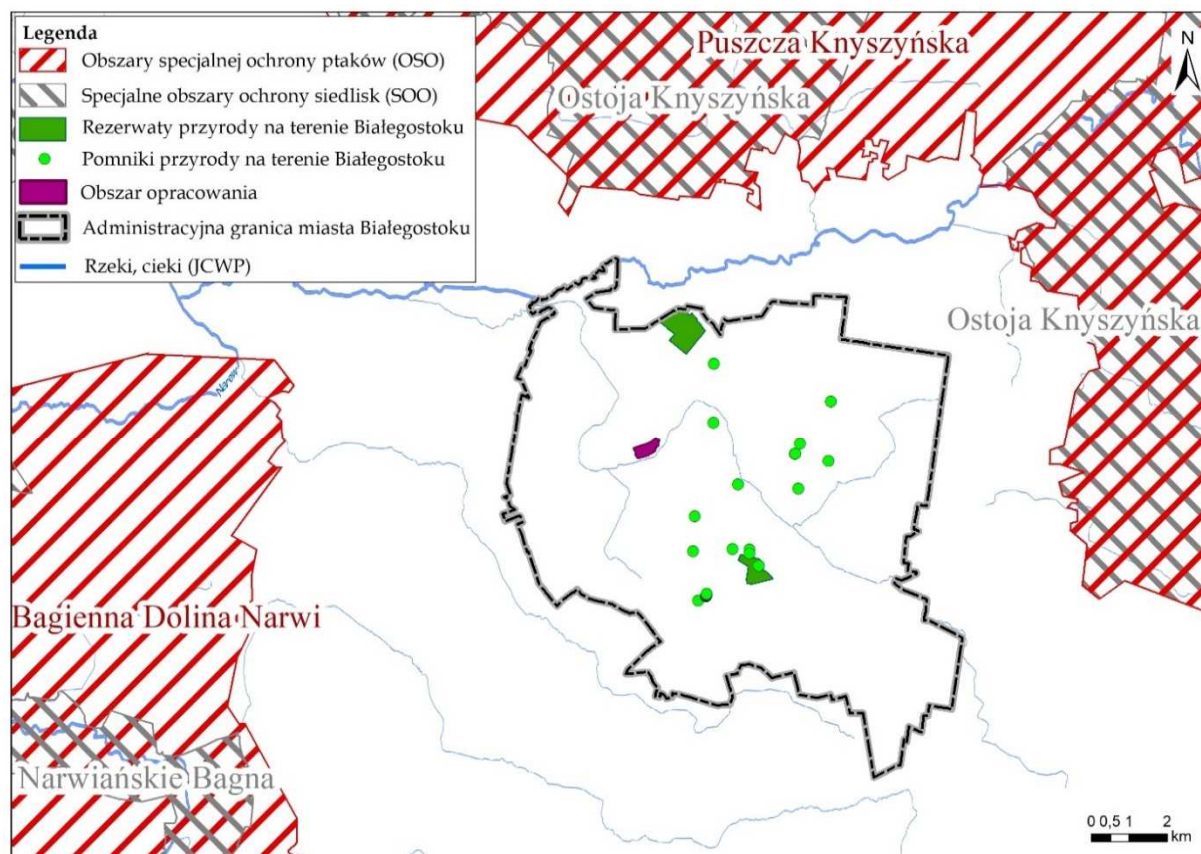 Legenda
Obszary specjalnej ochrony ptaków (OSO)
Specjalne obszary ochrony siedlisk (SOO)
Rezerwaty przyrody na terenie Białegostoku
Pomniki przyrody na terenie Białegostoku
Obszar opracowania
Administracyjna granica miasta Białegostoku
Rzeki, cieki (JCWP)
Puszcza Knyszyńska
Ostoja Knyszyńska
N
Ostoja Knyszyńska
Narew
Bagienna Dolina Narwi
Narwiańskie Bagna
0 0,5 1 2
km